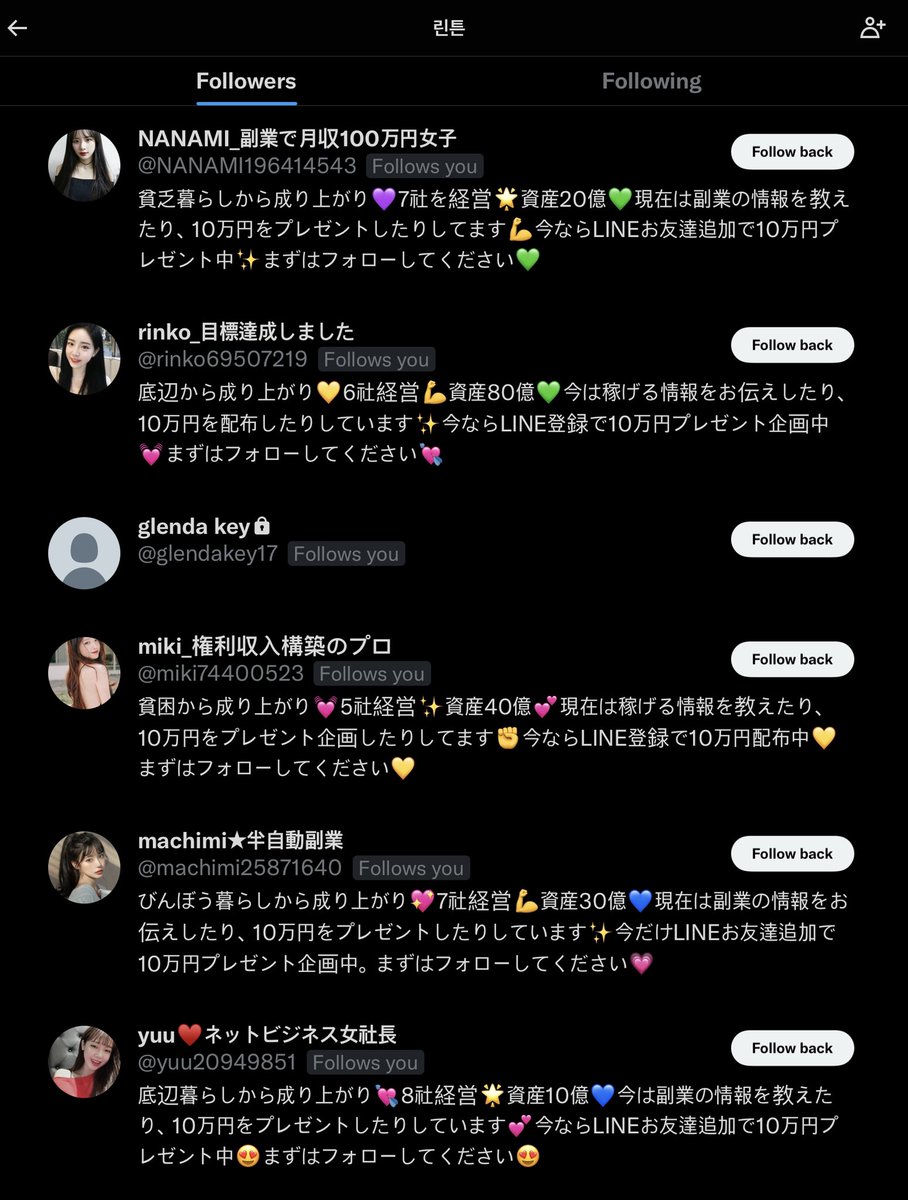 린튼
Followers Following
NANAMI_副業で月収100万円女子
@NANAMI196414543 Follows you
Follow back
貧乏暮らしから成り上がり💜7社を経営🌟資産20億💚現在は副業の情報を教え
たり、10万円をプレゼントしたりしてます💪今ならLINEお友達追加で10万円プ
レゼント中✨まずはフォローしてください💚
rinko_目標達成しました
@rinko69507219 Follows you
Follow back
底辺から成り上がり💛6社経営💪資産80億💚今は稼げる情報をお伝えしたり、
10万円を配布したりしています✨今ならLINE登録で10万円プレゼント企画中
💓まずはフォローしてください💘
glenda key🔒
@glendakey17 Follows you
Follow back
miki_権利収入構築のプロ
@miki74400523 Follows you
Follow back
貧困から成り上がり💓5社経営✨資産40億💕現在は稼げる情報を教えたり、
10万円をプレゼント企画したりしてます✊今ならLINE登録で10万円配布中💛
まずはフォローしてください💛
machimi★半自動副業
@machimi25871640 Follows you
Follow back
びんぼう暮らしから成り上がり💖7社経営💪資産30億💙現在は副業の情報をお
伝えしたり、10万円をプレゼントしたりしています✨今だけLINEお友達追加で
10万円プレゼント企画中。まずはフォローしてください💗
yuu❤️ネットビジネス女社長
@yuu20949851 Follows you
Follow back
底辺暮らしから成り上がり💘8社経営🌟資産10億💙今は副業の情報を教えた
り、10万円をプレゼントしたりしています💕今ならLINEお友達追加で10万円プ
レゼント中😍まずはフォローしてください😍